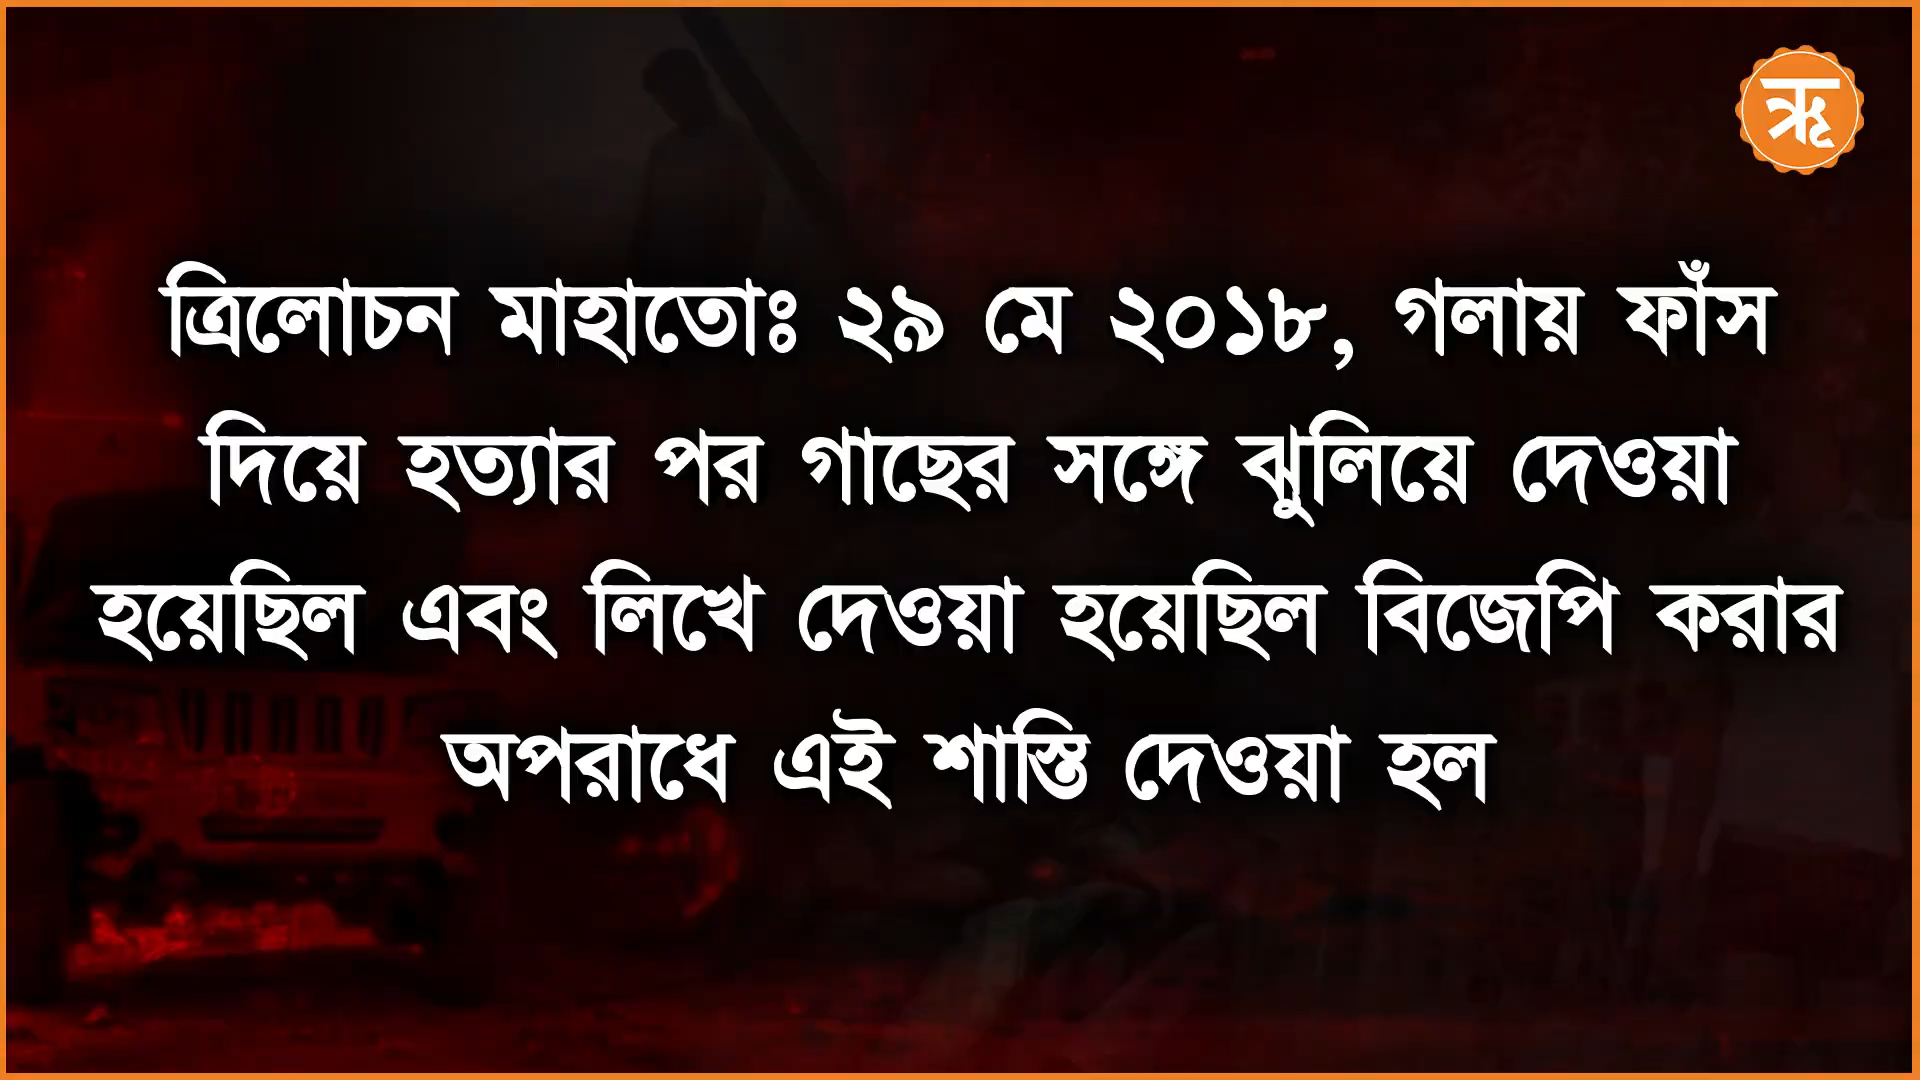 ঋ
ত্রিলোচন মাহাতোঃ ২৯ মে ২০১৮, গলায় ফাঁস
দিয়ে হত্যার পর গাছের সঙ্গে ঝুলিয়ে দেওয়া
হয়েছিল এবং লিখে দেওয়া হয়েছিল বিজেপি করার
অপরাধে এই শাস্তি দেওয়া হল